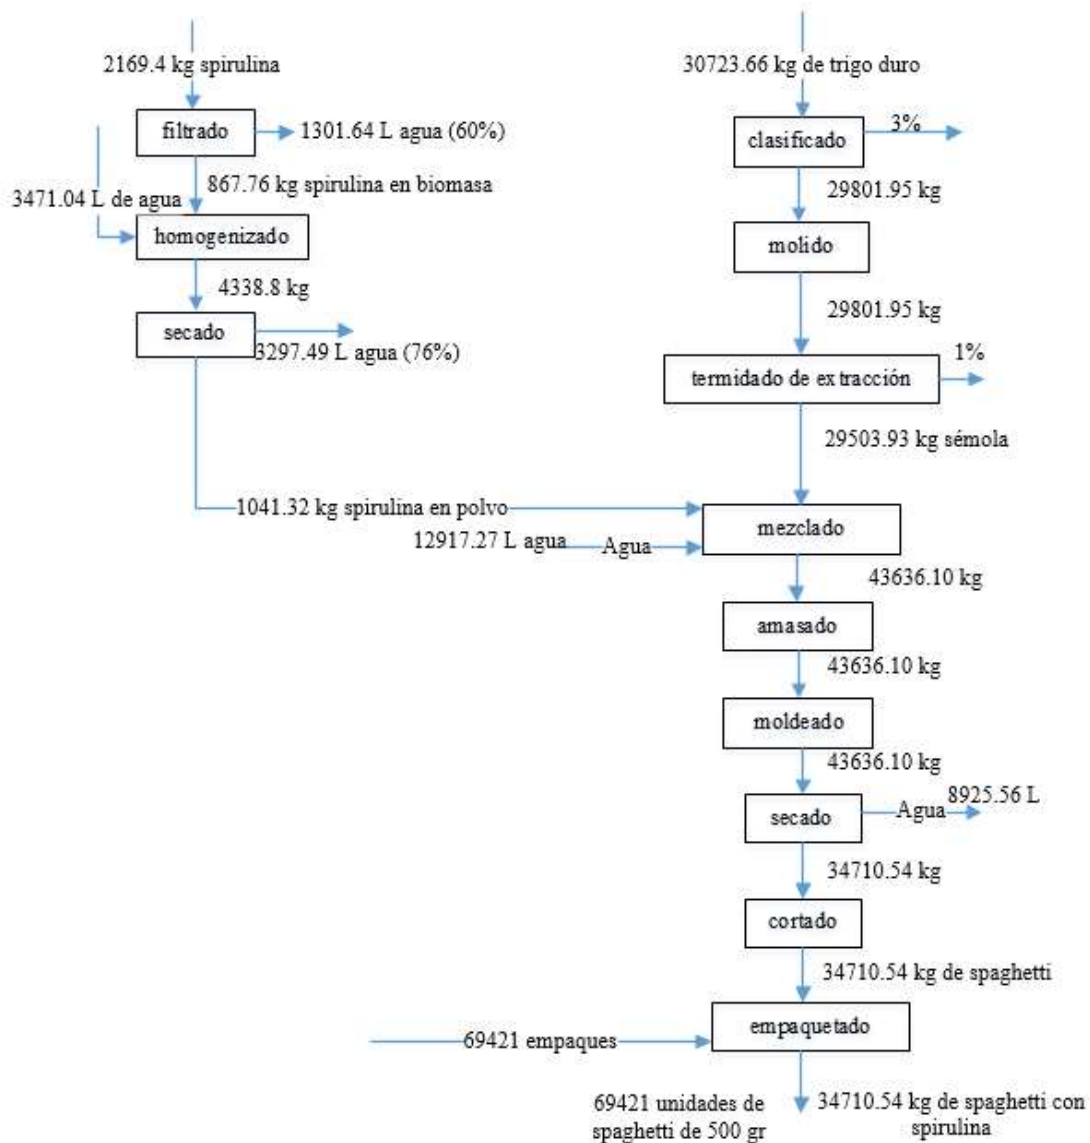 2169.4 kg spirulina
filtrado
1301.64 L agua (60%)
867.76 kg spirulina en biomasa
3471.04 L de agua
homogenizado
4338.8 kg
secado
3297.49 L agua (76%)
1041.32 kg spirulina en polvo
30723.66 kg de trigo duro
clasificado
3%
29801.95 kg
molido
29801.95 kg
termidado de extracción
1%
29503.93 kg sémola
12917.27 L agua
Agua
mezclado
43636.10 kg
amasado
43636.10 kg
moldeado
43636.10 kg
secado
Agua
8925.56 L
34710.54 kg
cortado
34710.54 kg de spaghetti
69421 empaques
empaquetado
69421 unidades de
spaghetti de 500 gr
34710.54 kg de spaghetti con
spirulina